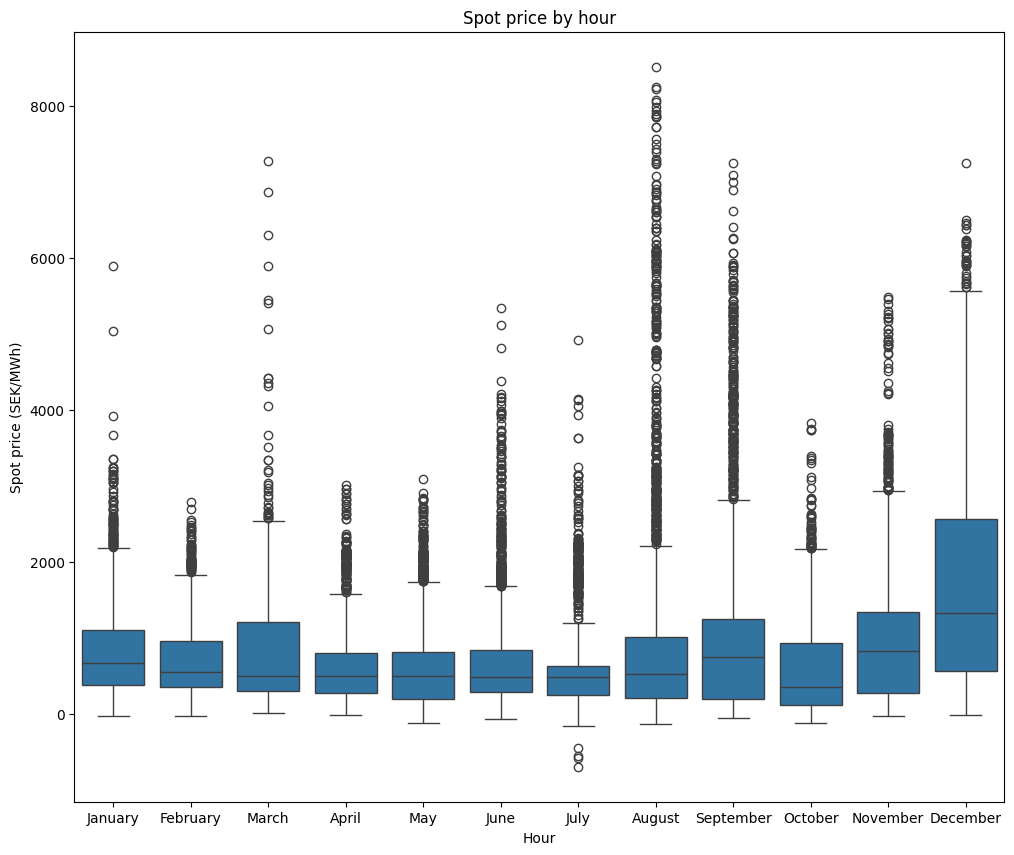 Spot price by hour
Spot price (SEK/MWh)
8000
6000
4000
2000
0
January February March April May June July August September October November December
Hour